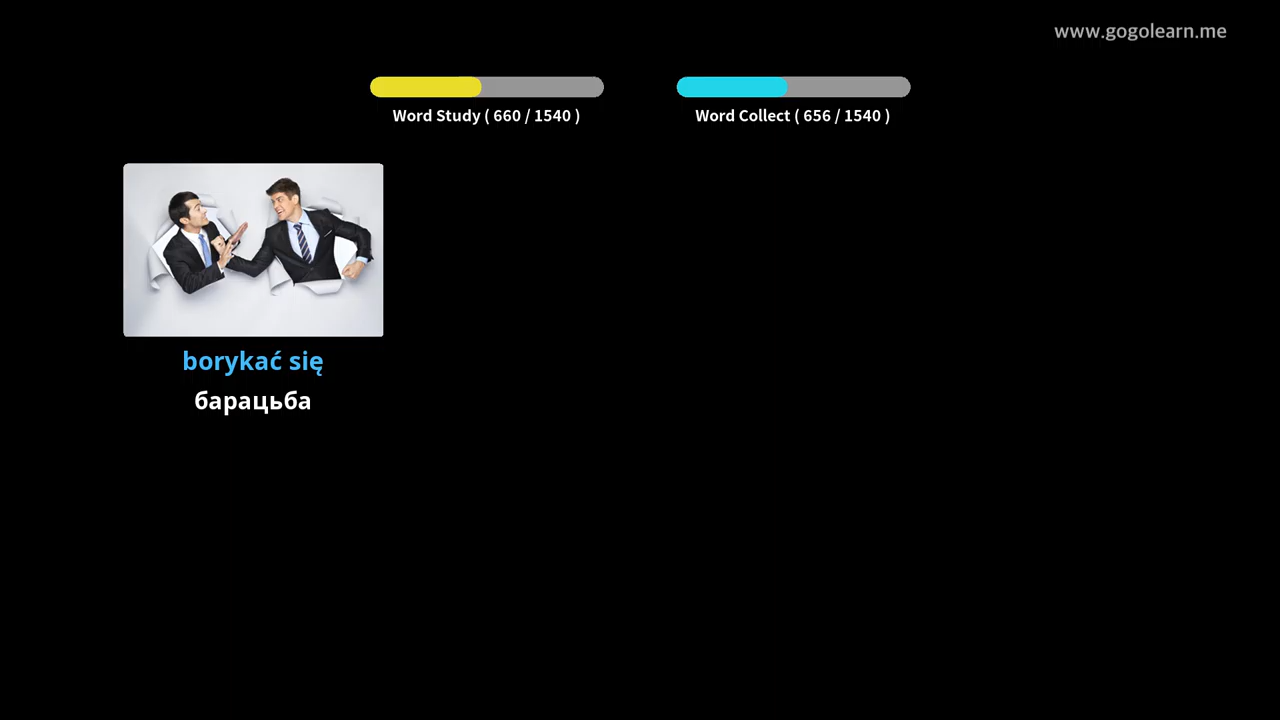 www.gogolearn.me
Word Study ( 660 / 1540 )
Word Collect ( 656 / 1540 )
borykać się
барацьба